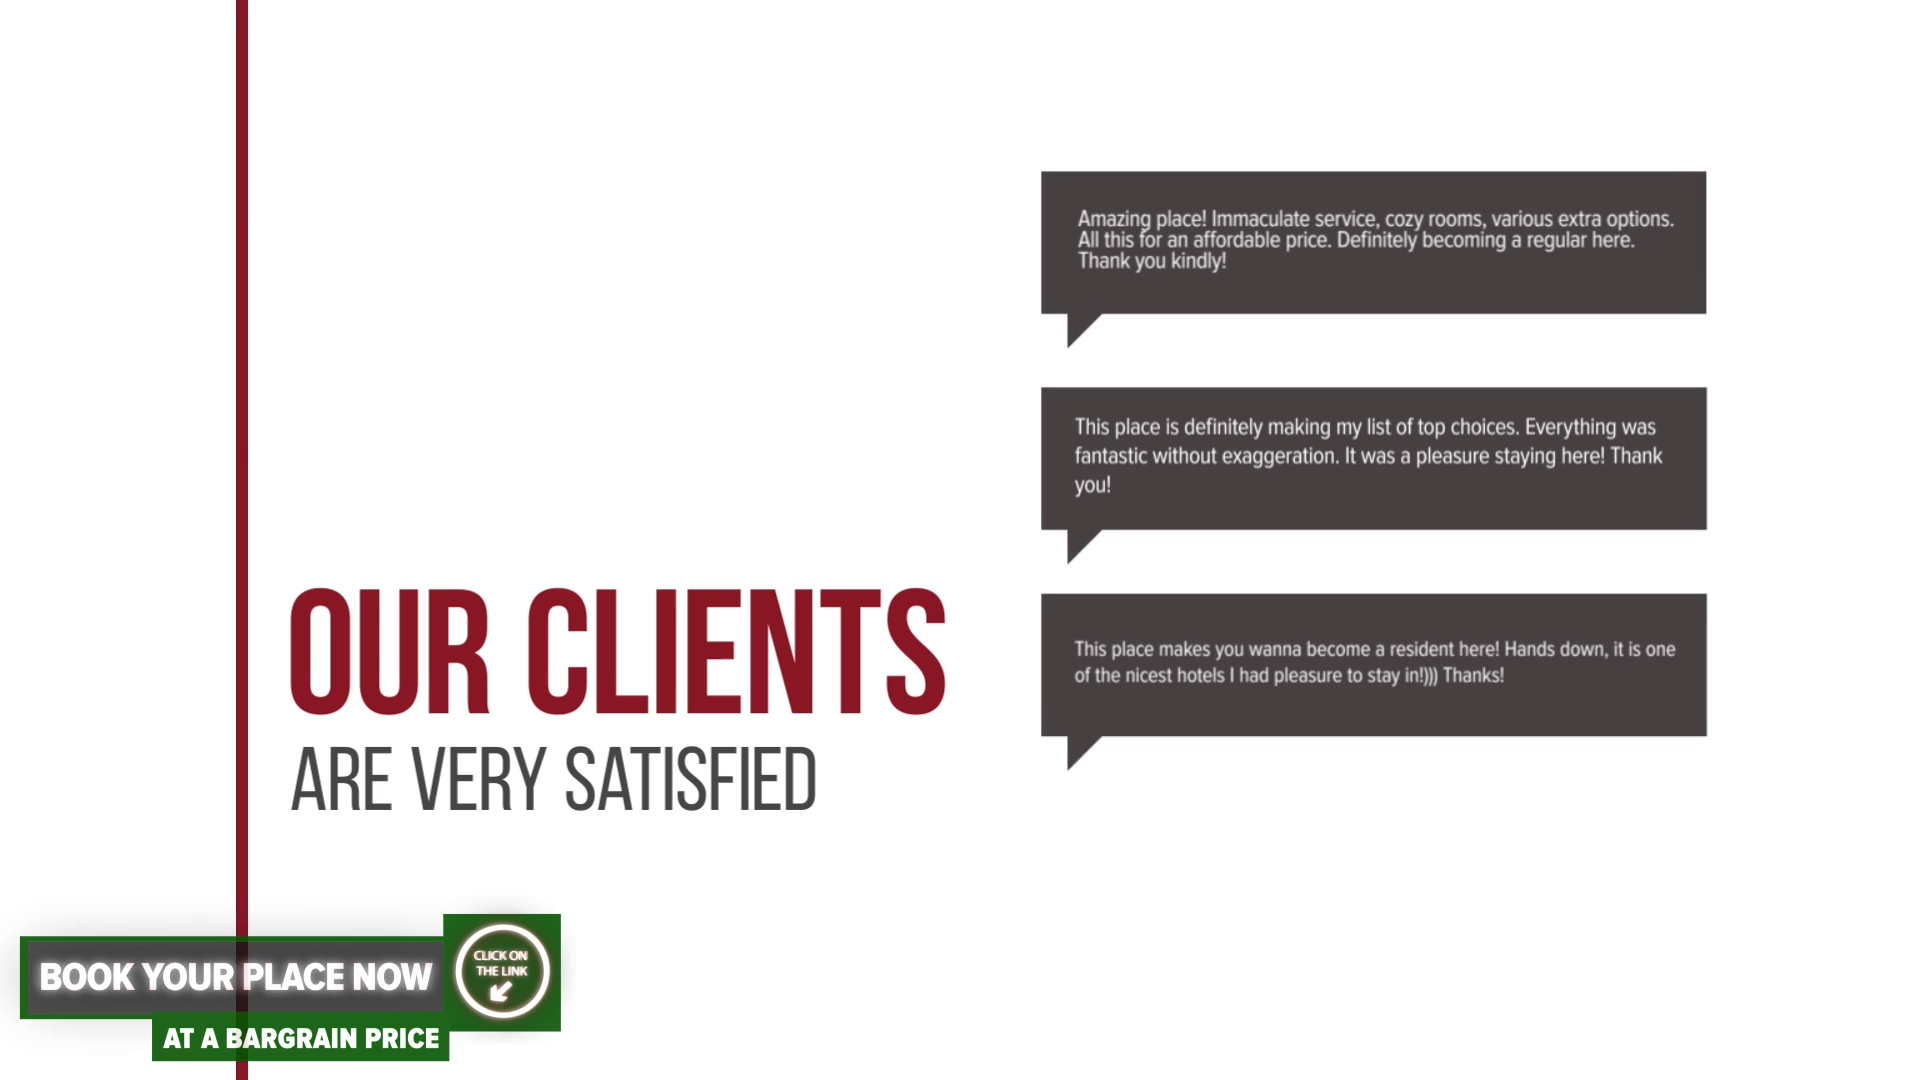 Amazing place! Immaculate service, cozy rooms, various extra options.
All this for an affordable price. Definitely becoming a regular here.
Thank you kindly!
This place is definitely making my list of top choices. Everything was
fantastic without exaggeration. It was a pleasure staying here! Thank
you!
This place makes you wanna become a resident here! Hands down, it is one
of the nicest hotels I had pleasure to stay in!))) Thanks!
OUR CLIENTS
ARE VERY SATISFIED
BOOK YOUR PLACE NOW
CLICK ON
THE LINK
AT A BARGRAIN PRICE